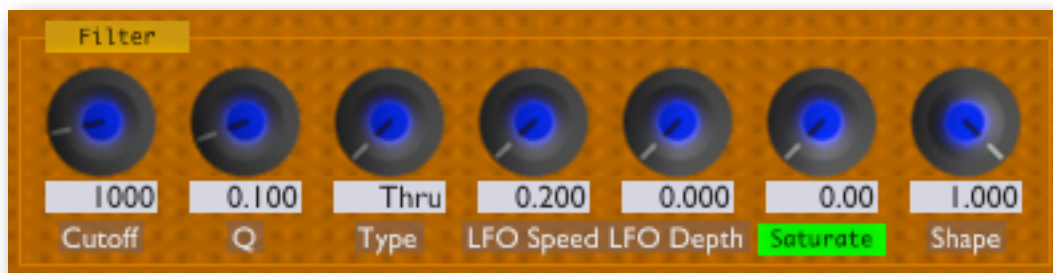 Filter
1000 0.100 Thru 0.200 0.000 0.00 1.000
Cutoff Q Type LFO Speed LFO Depth Saturate Shape